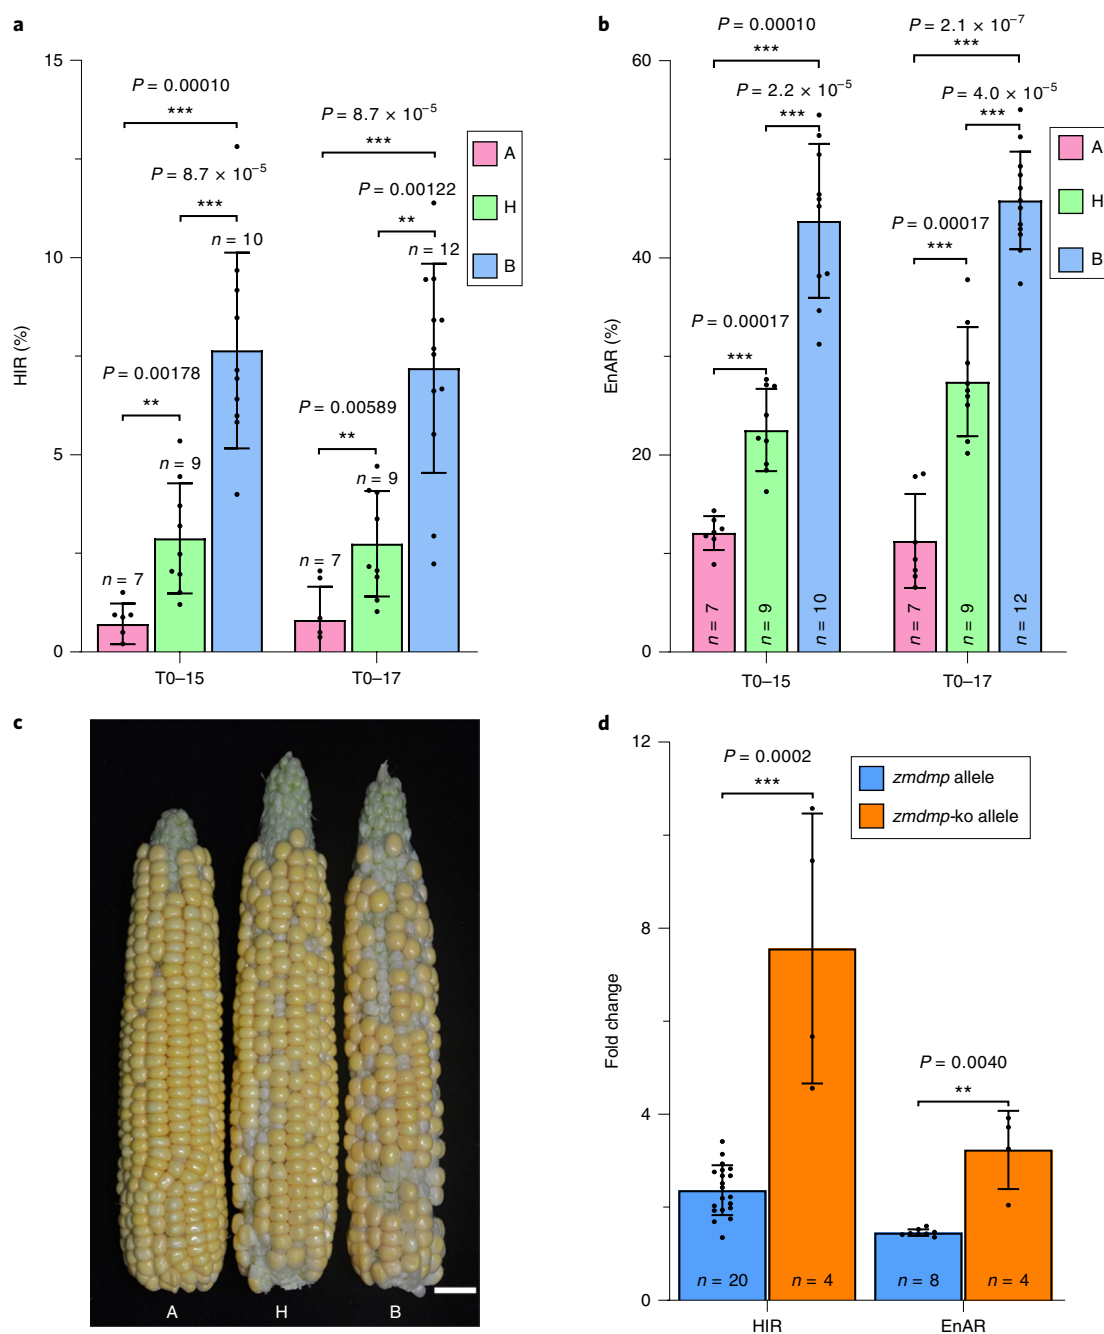 a
15
10
5
0
HIR (%)
P = 0.00010
***
P = 8.7 × 10⁻⁵
***
n = 10
P = 0.00178
**
n = 9
n = 7
P = 8.7 × 10⁻⁵
***
P = 0.00122
**
n = 12
P = 0.00589
**
n = 9
n = 7
T0–15
T0–17
A
H
B
b
60
40
20
0
EnAR (%)
P = 0.00010
***
P = 2.2 × 10⁻⁵
***
P = 0.00017
***
P = 2.1 × 10⁻⁷
***
P = 4.0 × 10⁻⁵
***
P = 0.00017
***
n = 7
n = 9
n = 10
n = 7
n = 9
n = 12
T0–15
T0–17
A
H
B
c
A
H
B
d
12
8
4
0
Fold change
P = 0.0002
***
P = 0.0040
**
zmdmp allele
zmdmp-ko allele
n = 20
n = 4
n = 8
n = 4
HIR
EnAR